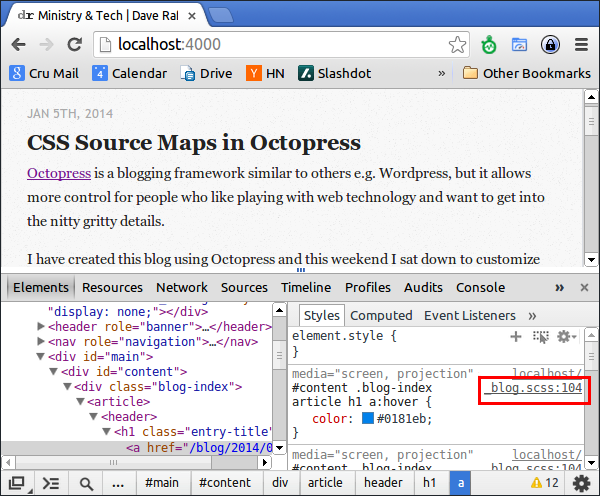 dx Ministry & Tech | Dave Ra
localhost:4000
Cru Mail 4 Calendar Drive Y HN Slashdot » Other Bookmarks
JAN 5TH, 2014
CSS Source Maps in Octopress
Octopress is a blogging framework similar to others e.g. Wordpress, but it allows
more control for people who like playing with web technology and want to get into
the nitty gritty details.
I have created this blog using Octopress and this weekend I sat down to customize
Elements Resources Network Sources Timeline Profiles Audits Console »
"display: none;"></div>
<header role="banner">…</header>
<nav role="navigation">…</nav>
<div id="main">
<div id="content">
<div class="blog-index">
<article>
<header>
<h1 class="entry-title"
<a href="/blog/2014/0
Styles Computed Event Listeners »
element.style {
}
media="screen, projection" localhost/
#content .blog-index _blog.scss:104
article h1 a:hover {
color: #0181eb;
}
media="screen, projection" localhost/
#content .blog-index _blog.scss:104
... #main #content div article header h1 a 12